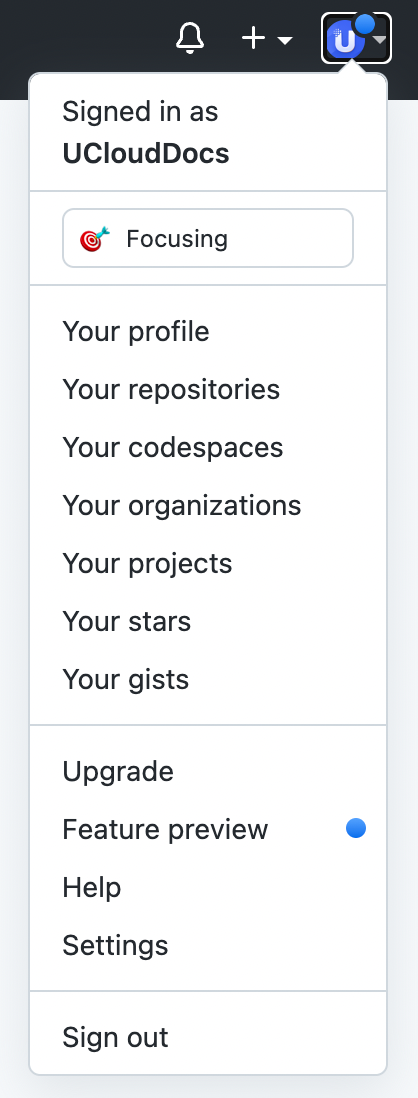 U
Signed in as
UCloudDocs
Focusing
Your profile
Your repositories
Your codespaces
Your organizations
Your projects
Your stars
Your gists
Upgrade
Feature preview
Help
Settings
Sign out